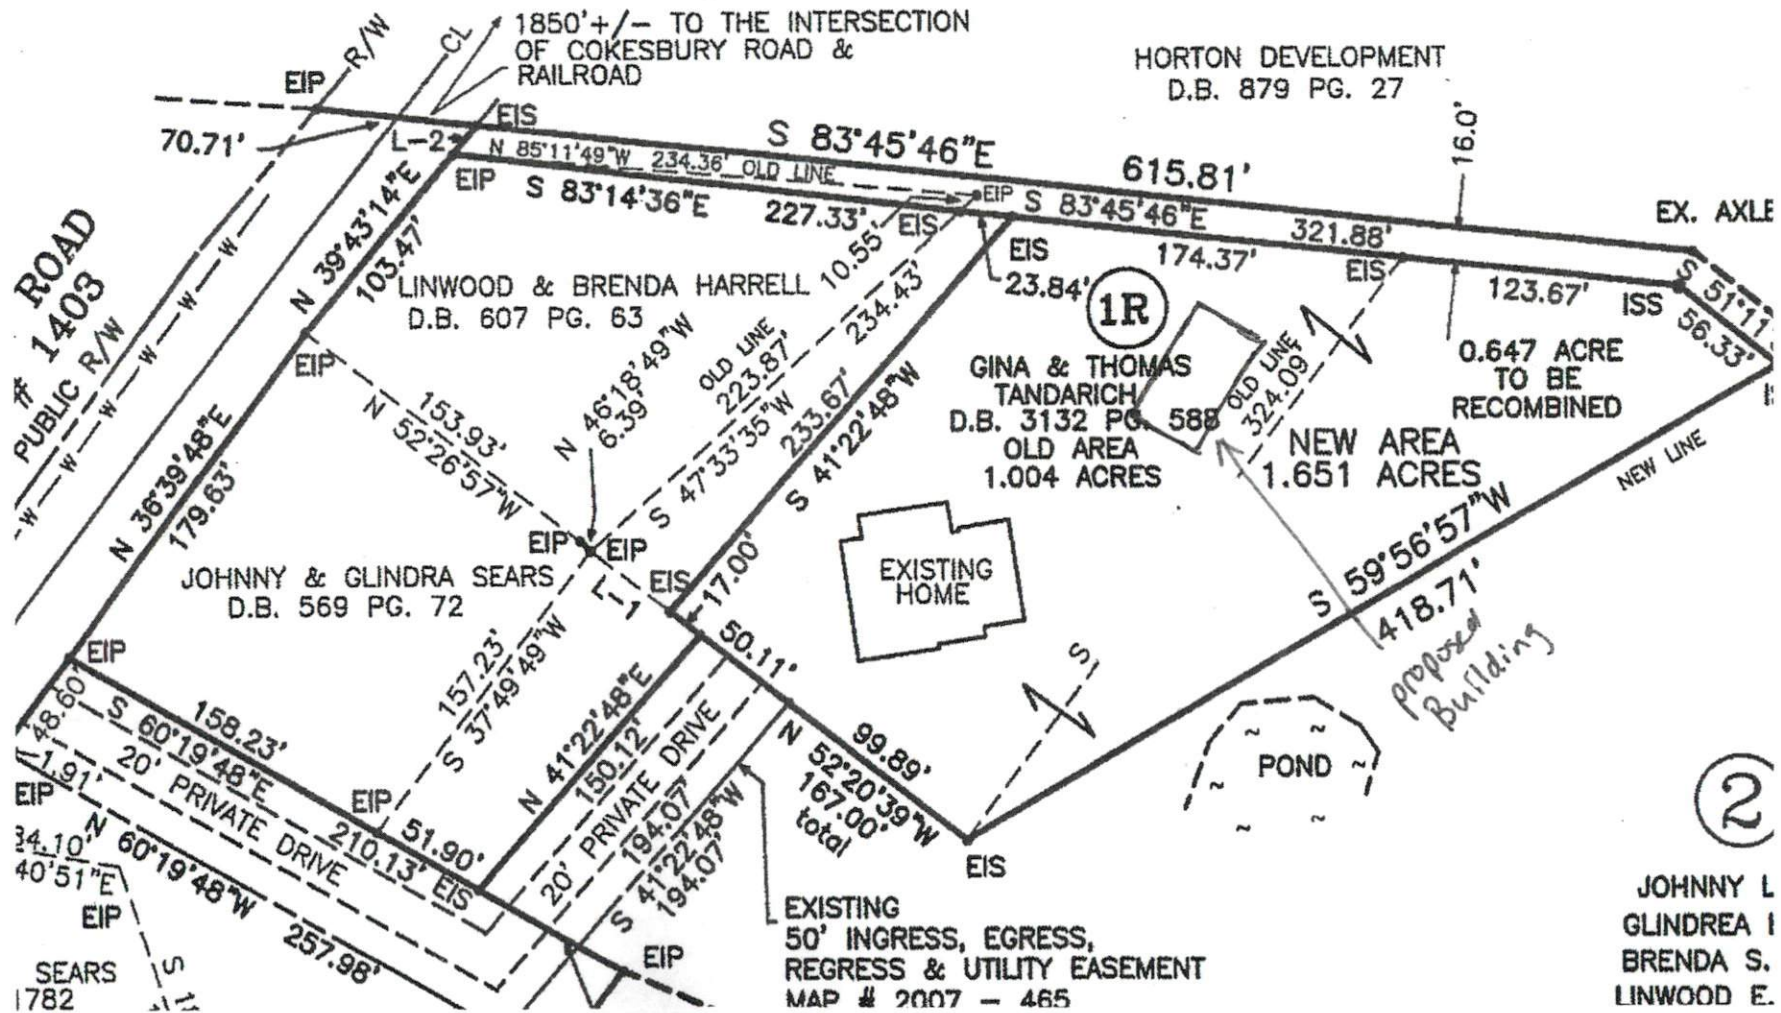 1850'+/- TO THE INTERSECTION
OF COKESBURY ROAD &
RAILROAD
R/W
CL
EIP
HORTON DEVELOPMENT
D.B. 879 PG. 27
70.71'
L-2
EIS
S 83°45'46"E
615.81'
16.0'
N 85°11'49"W 234.36' OLD LINE
EIP
S 83°14'36"E
227.33'
10.55'
EIS
EIP
S 83°45'46"E
321.88'
174.37'
EX. AXLE
EIS
23.84'
EIS
123.67'
ISS
S 51°11
56.33'
ROAD
# 1403
PUBLIC R/W
W W W W W W
N 39°43'14"E
103.47'
LINWOOD & BRENDA HARRELL
D.B. 607 PG. 63
EIP
234.43'
OLD LINE
223.87'
S 47°33'35"W
233.67'
S 41°22'48"W
N 46°18'49"W
6.39'
1R
GINA & THOMAS
TANDARICH
D.B. 3132 PG. 588
OLD AREA
1.004 ACRES
OLD LINE
324.09'
0.647 ACRE
TO BE
RECOMBINED
NEW AREA
1.651 ACRES
NEW LINE
153.93'
N 52°26'57"W
N 36°39'48"E
179.63'
EIP
EIP
JOHNNY & GLINDRA SEARS
D.B. 569 PG. 72
L-1
EIS
17.00'
EXISTING
HOME
S 59°56'57"W
418.71'
proposed
Building
EIP
50.11'
157.23'
S 37°49'49"W
S
48.60'
158.23'
S 60°19'48"E
20' PRIVATE DRIVE
210.13'
N 41°22'48"E
150.12'
20' PRIVATE DRIVE
194.07'
S 41°22'48"W
194.07'
99.89'
N 52°20'39"W
167.00'
total
POND
2
1.91'
EIP
EIP
51.90'
EIS
EIS
34.10'
40'51"E
EIP
N 60°19'48"W
257.98'
EIP
EXISTING
50' INGRESS, EGRESS,
REGRESS & UTILITY EASEMENT
MAP # 2007 - 465
JOHNNY L
GLINDREA
BRENDA S.
LINWOOD E.
SEARS
1782
S 1